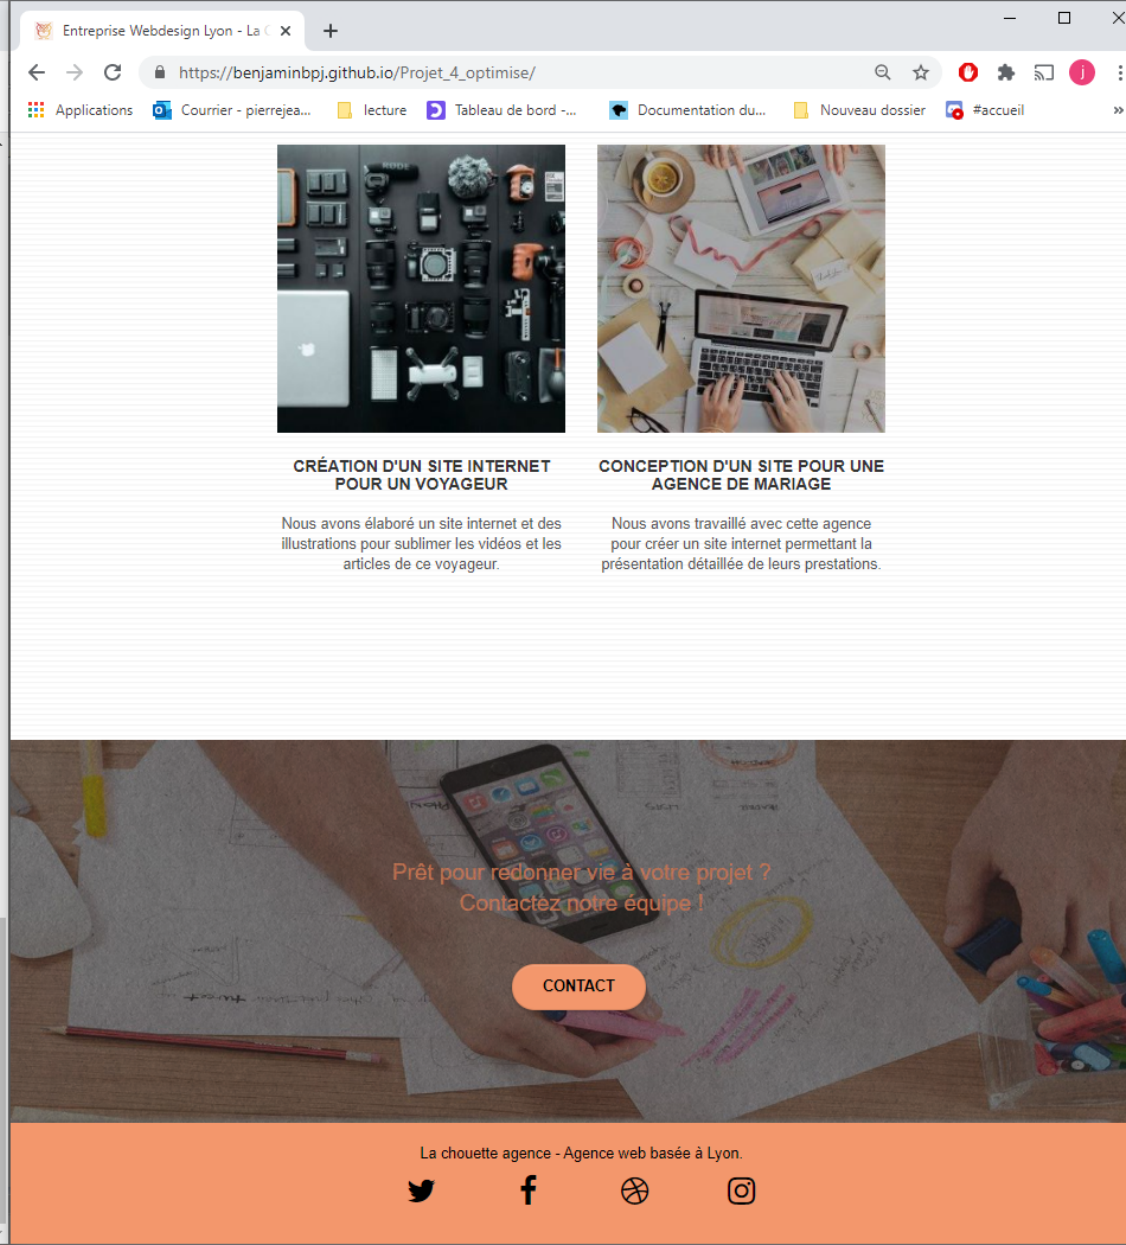 Entreprise Webdesign Lyon - La
https://benjaminbpj.github.io/Projet_4_optimise/
j
Applications
Courrier - pierrejea...
lecture
Tableau de bord -...
Documentation du...
Nouveau dossier
#accueil
»
RODE
CRÉATION D'UN SITE INTERNET
POUR UN VOYAGEUR
Nous avons élaboré un site internet et des
illustrations pour sublimer les vidéos et les
articles de ce voyageur.
CONCEPTION D'UN SITE POUR UNE
AGENCE DE MARIAGE
Nous avons travaillé avec cette agence
pour créer un site internet permettant la
présentation détaillée de leurs prestations.
Prêt pour redonner vie à votre projet ?
Contactez notre équipe !
CONTACT
La chouette agence - Agence web basée à Lyon.